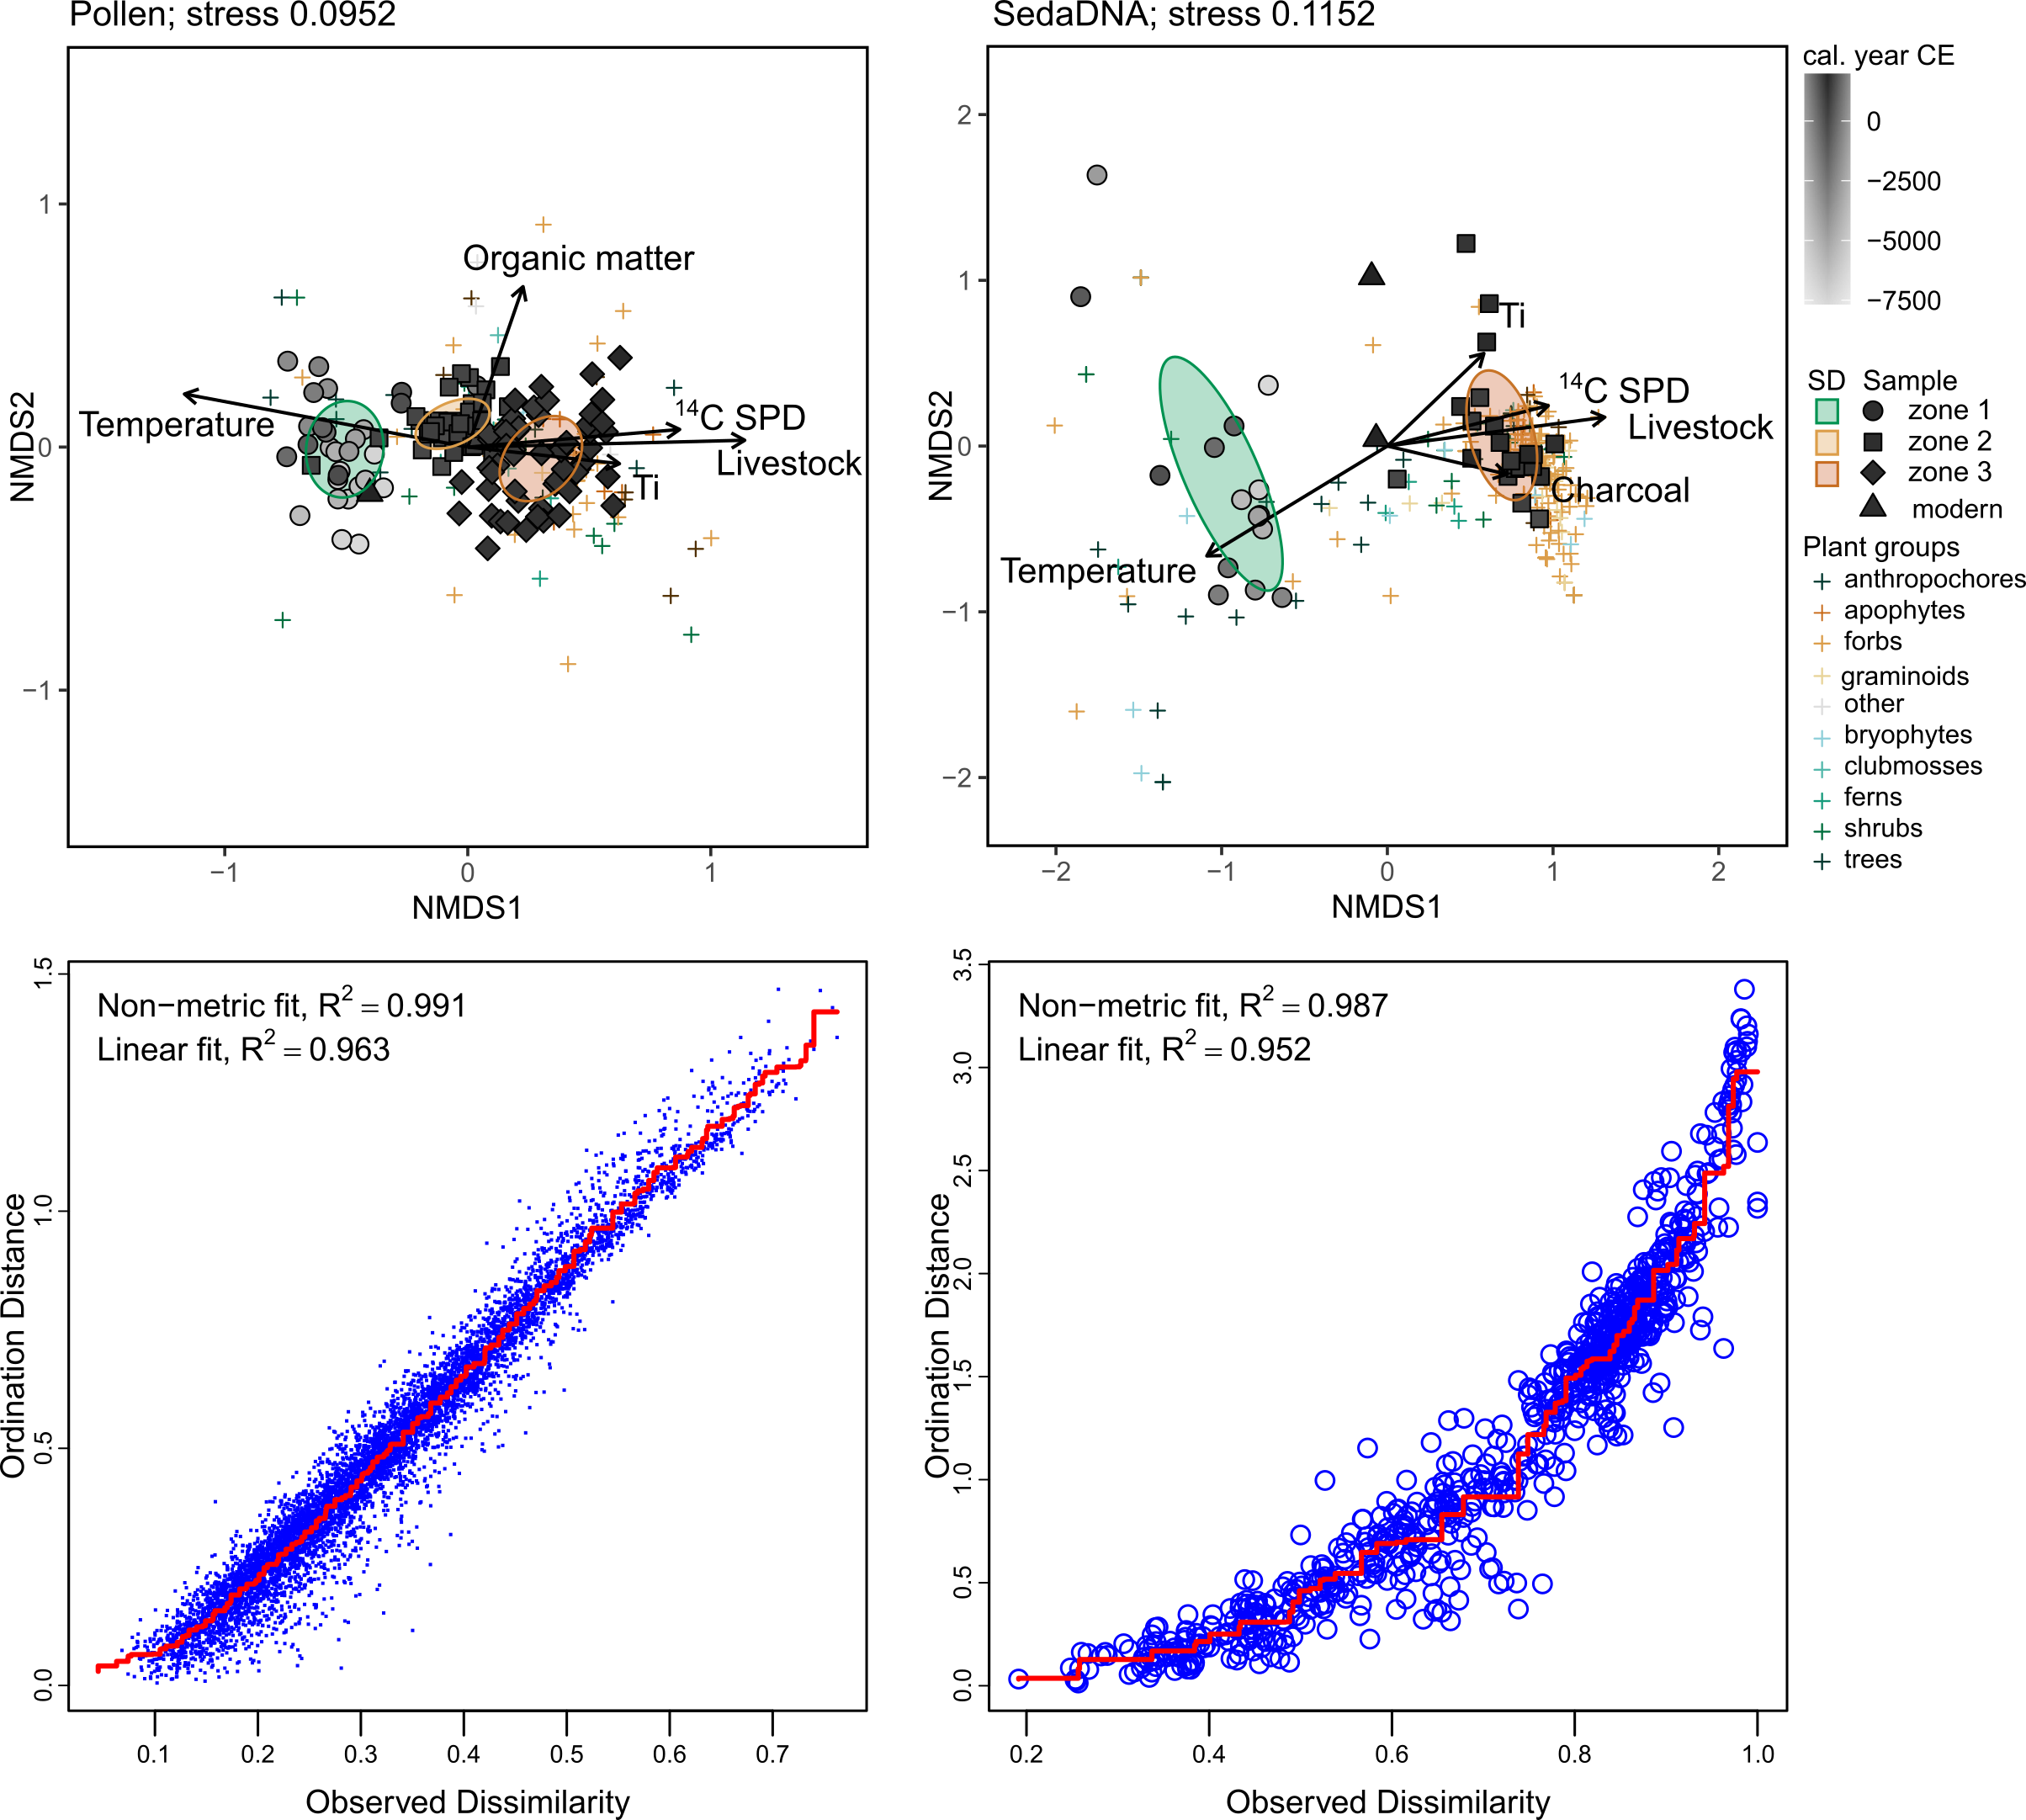 Pollen; stress 0.0952
SedaDNA; stress 0.1152
NMDS2
1
0
−1
Organic matter
Temperature
14C SPD
Livestock
Ti
−1
0
1
NMDS1
NMDS2
2
1
0
−1
−2
Ti
14C SPD
Livestock
Charcoal
Temperature
−2
−1
0
1
2
NMDS1
cal. year CE
0
−2500
−5000
−7500
SD Sample
zone 1
zone 2
zone 3
modern
Plant groups
anthropochores
apophytes
forbs
graminoids
other
bryophytes
clubmosses
ferns
shrubs
trees
Non−metric fit, R2 = 0.991
Linear fit, R2 = 0.963
Ordination Distance
1.5
1.0
0.5
0.0
0.1
0.2
0.3
0.4
0.5
0.6
0.7
Observed Dissimilarity
Non−metric fit, R2 = 0.987
Linear fit, R2 = 0.952
Ordination Distance
3.5
3.0
2.5
2.0
1.5
1.0
0.5
0.0
0.2
0.4
0.6
0.8
1.0
Observed Dissimilarity